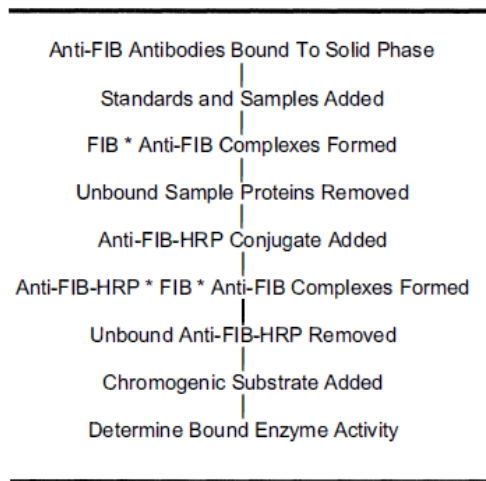 Anti-FIB Antibodies Bound To Solid Phase
Standards and Samples Added
FIB * Anti-FIB Complexes Formed
Unbound Sample Proteins Removed
Anti-FIB-HRP Conjugate Added
Anti-FIB-HRP * FIB * Anti-FIB Complexes Formed
Unbound Anti-FIB-HRP Removed
Chromogenic Substrate Added
Determine Bound Enzyme Activity